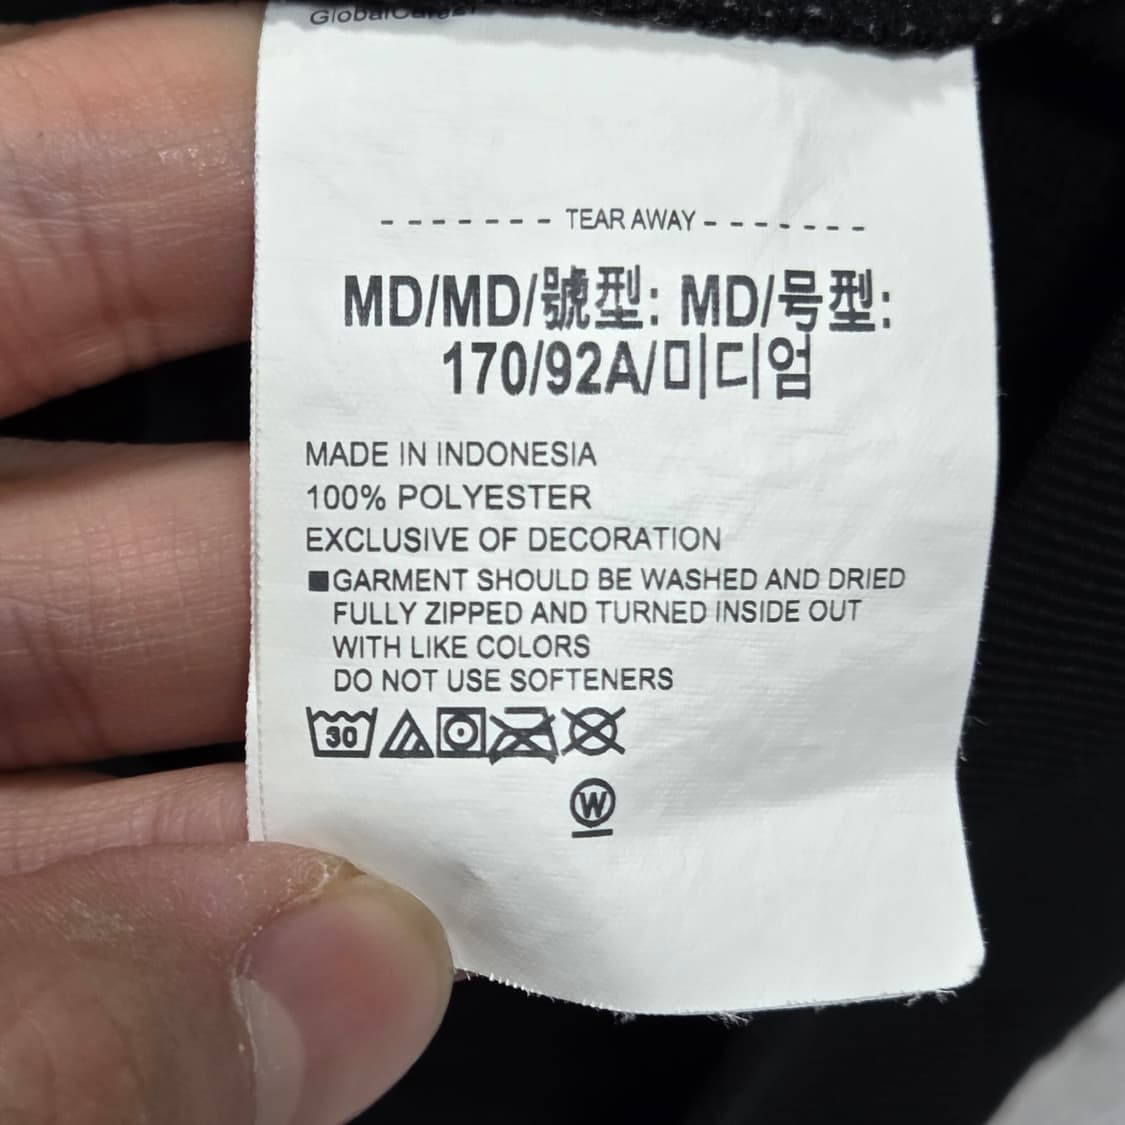 ------- TEAR AWAY -------
MD/MD/號型: MD/号型:
170/92A/미디엄
MADE IN INDONESIA
100% POLYESTER
EXCLUSIVE OF DECORATION
■GARMENT SHOULD BE WASHED AND DRIED
FULLY ZIPPED AND TURNED INSIDE OUT
WITH LIKE COLORS
DO NOT USE SOFTENERS
30
W